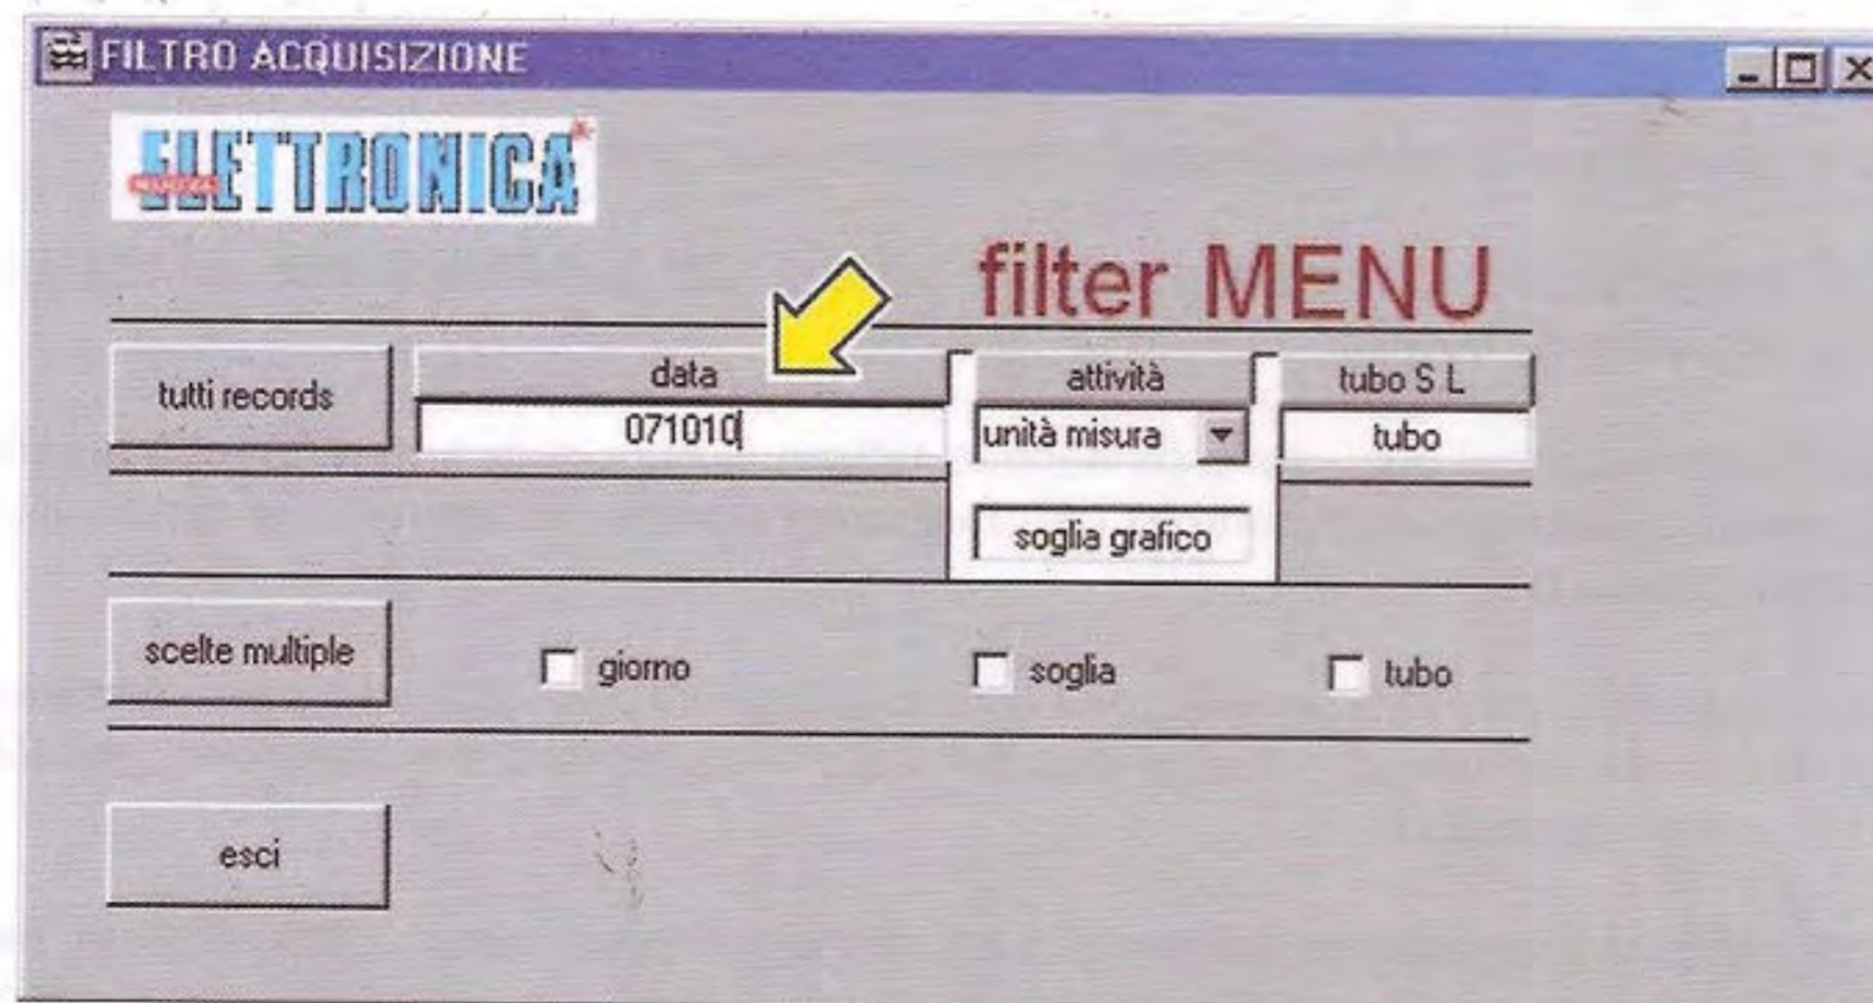 FILTRO ACQUISIZIONE
ELETTRONICA
filter MENU
tutti records
data
attività
tubo S L
071010
unità misura
tubo
soglia grafico
scelte multiple
giorno
soglia
tubo
esci